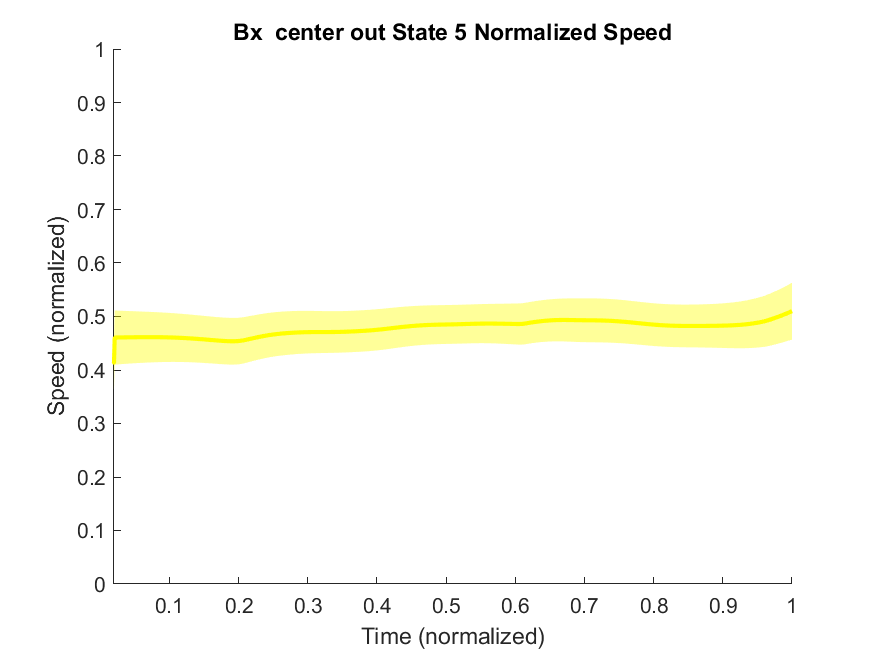 Bx  center out State 5 Normalized Speed
1
0.9
0.8
0.7
0.6
0.5
0.4
0.3
0.2
0.1
0
Speed (normalized)
0.1 0.2 0.3 0.4 0.5 0.6 0.7 0.8 0.9 1
Time (normalized)